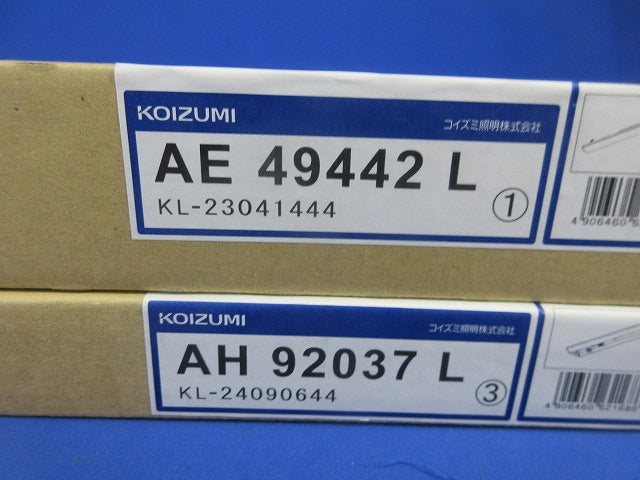 KOIZUMI
コイズミ照明株式会社
AE 49442 L
KL-23041444
①
KOIZUMI
コイズミ照明株式会社
AH 92037 L
KL-24090644
③